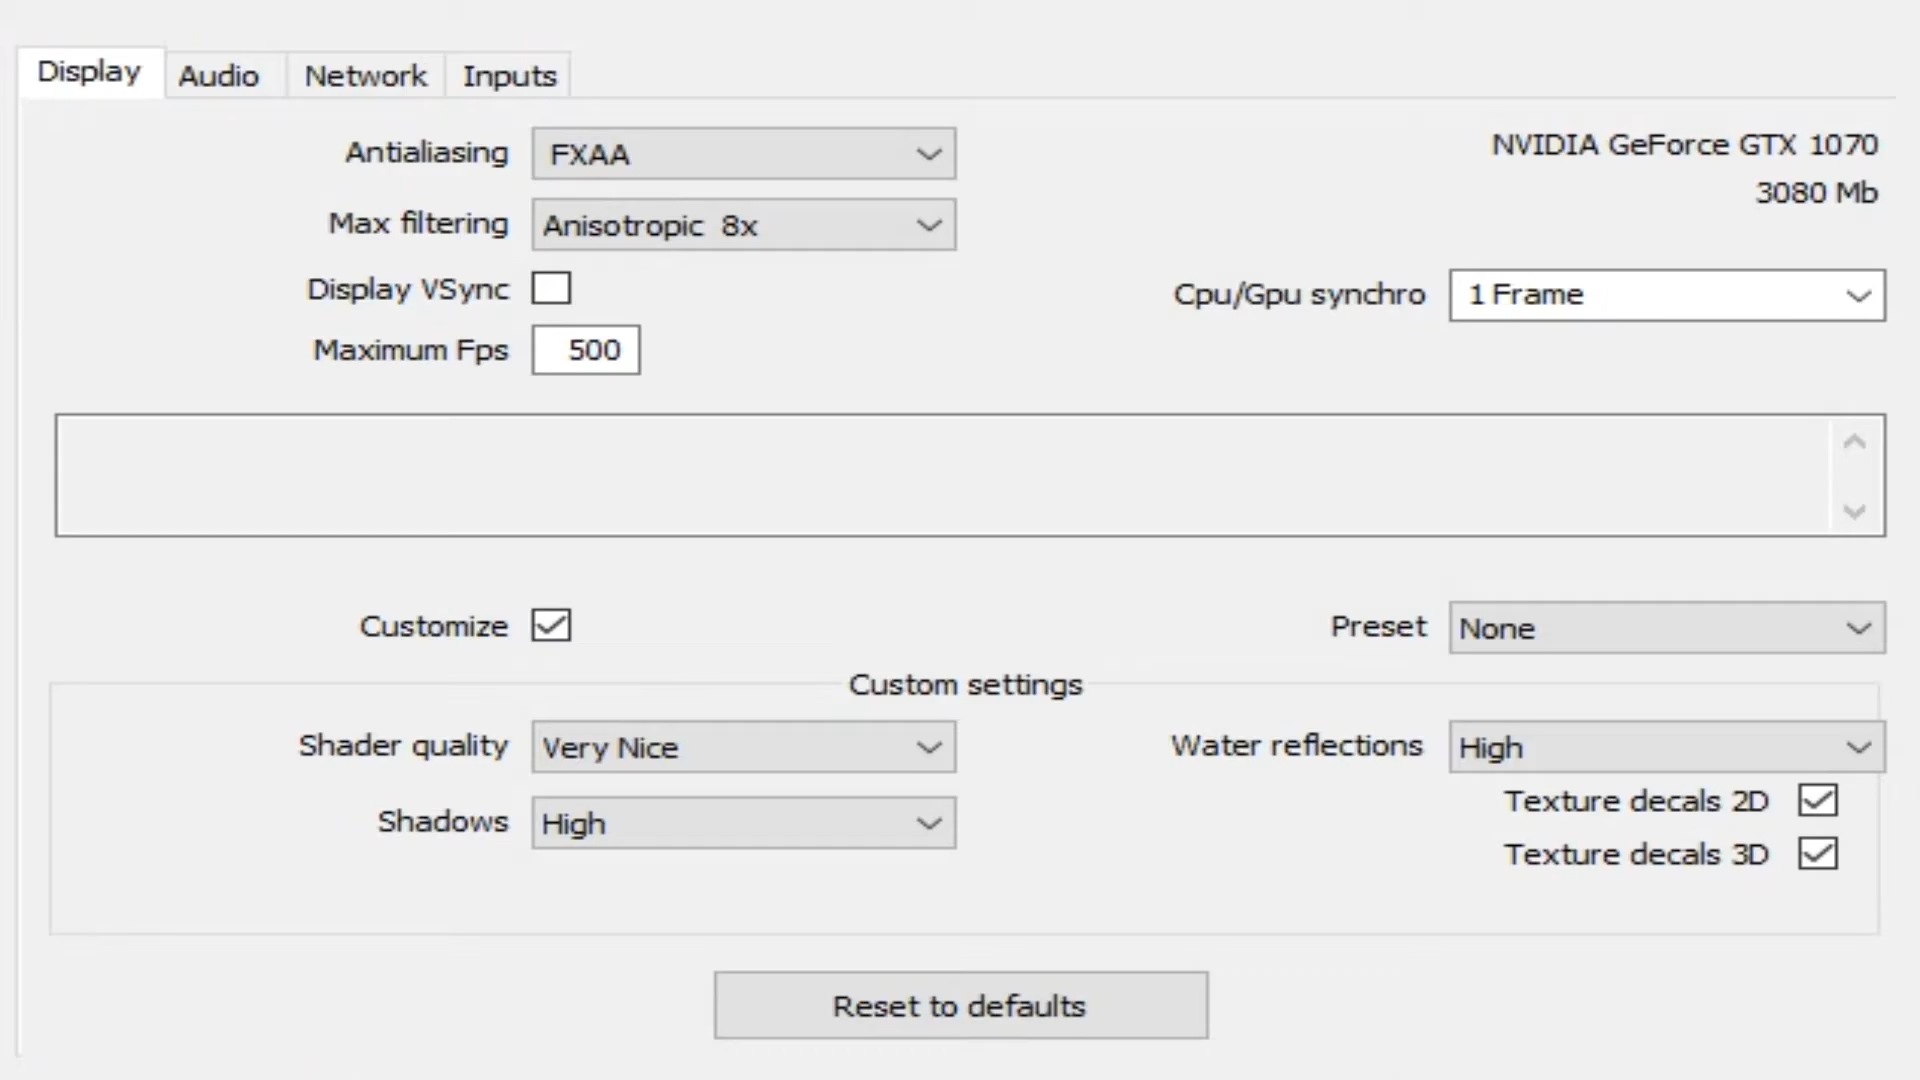 Display Audio Network Inputs
Antialiasing FXAA NVIDIA GeForce GTX 1070
3080 Mb
Max filtering Anisotropic 8x
Display VSync Cpu/Gpu synchro 1 Frame
Maximum Fps 500
Customize Preset None
Custom settings
Shader quality Very Nice Water reflections High
Texture decals 2D
Shadows High
Texture decals 3D
Reset to defaults